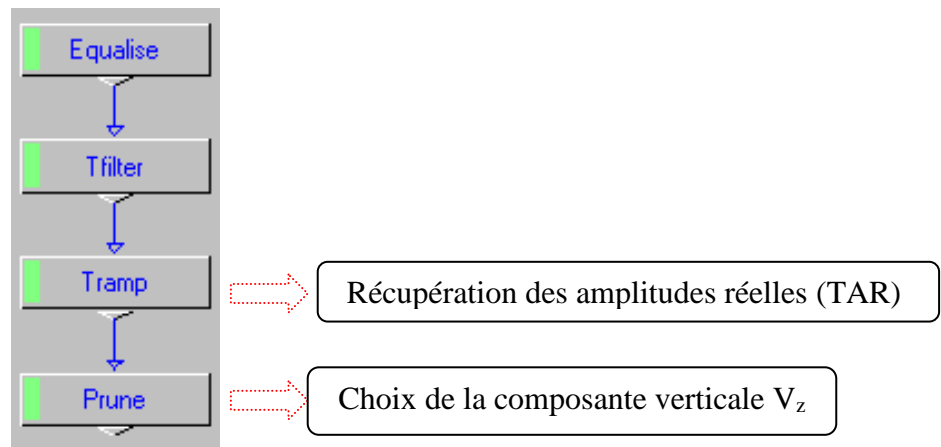 Equalise
Tfilter
Tramp
Récupération des amplitudes réelles (TAR)
Prune
Choix de la composante verticale Vz